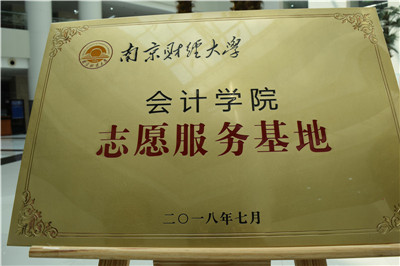 南京财经大学
会计学院
志愿服务基地
二〇一八年七月